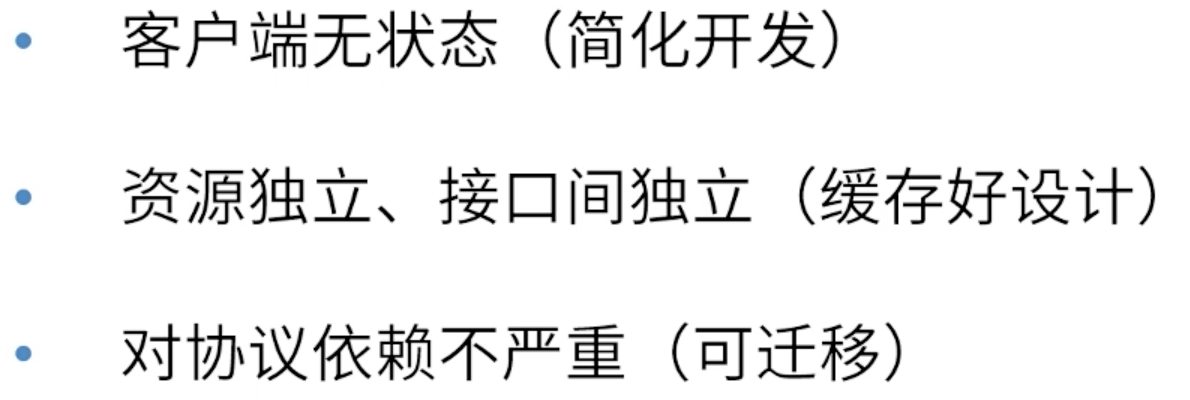 • 客户端无状态（简化开发）
• 资源独立、接口间独立（缓存好设计）
• 对协议依赖不严重（可迁移）